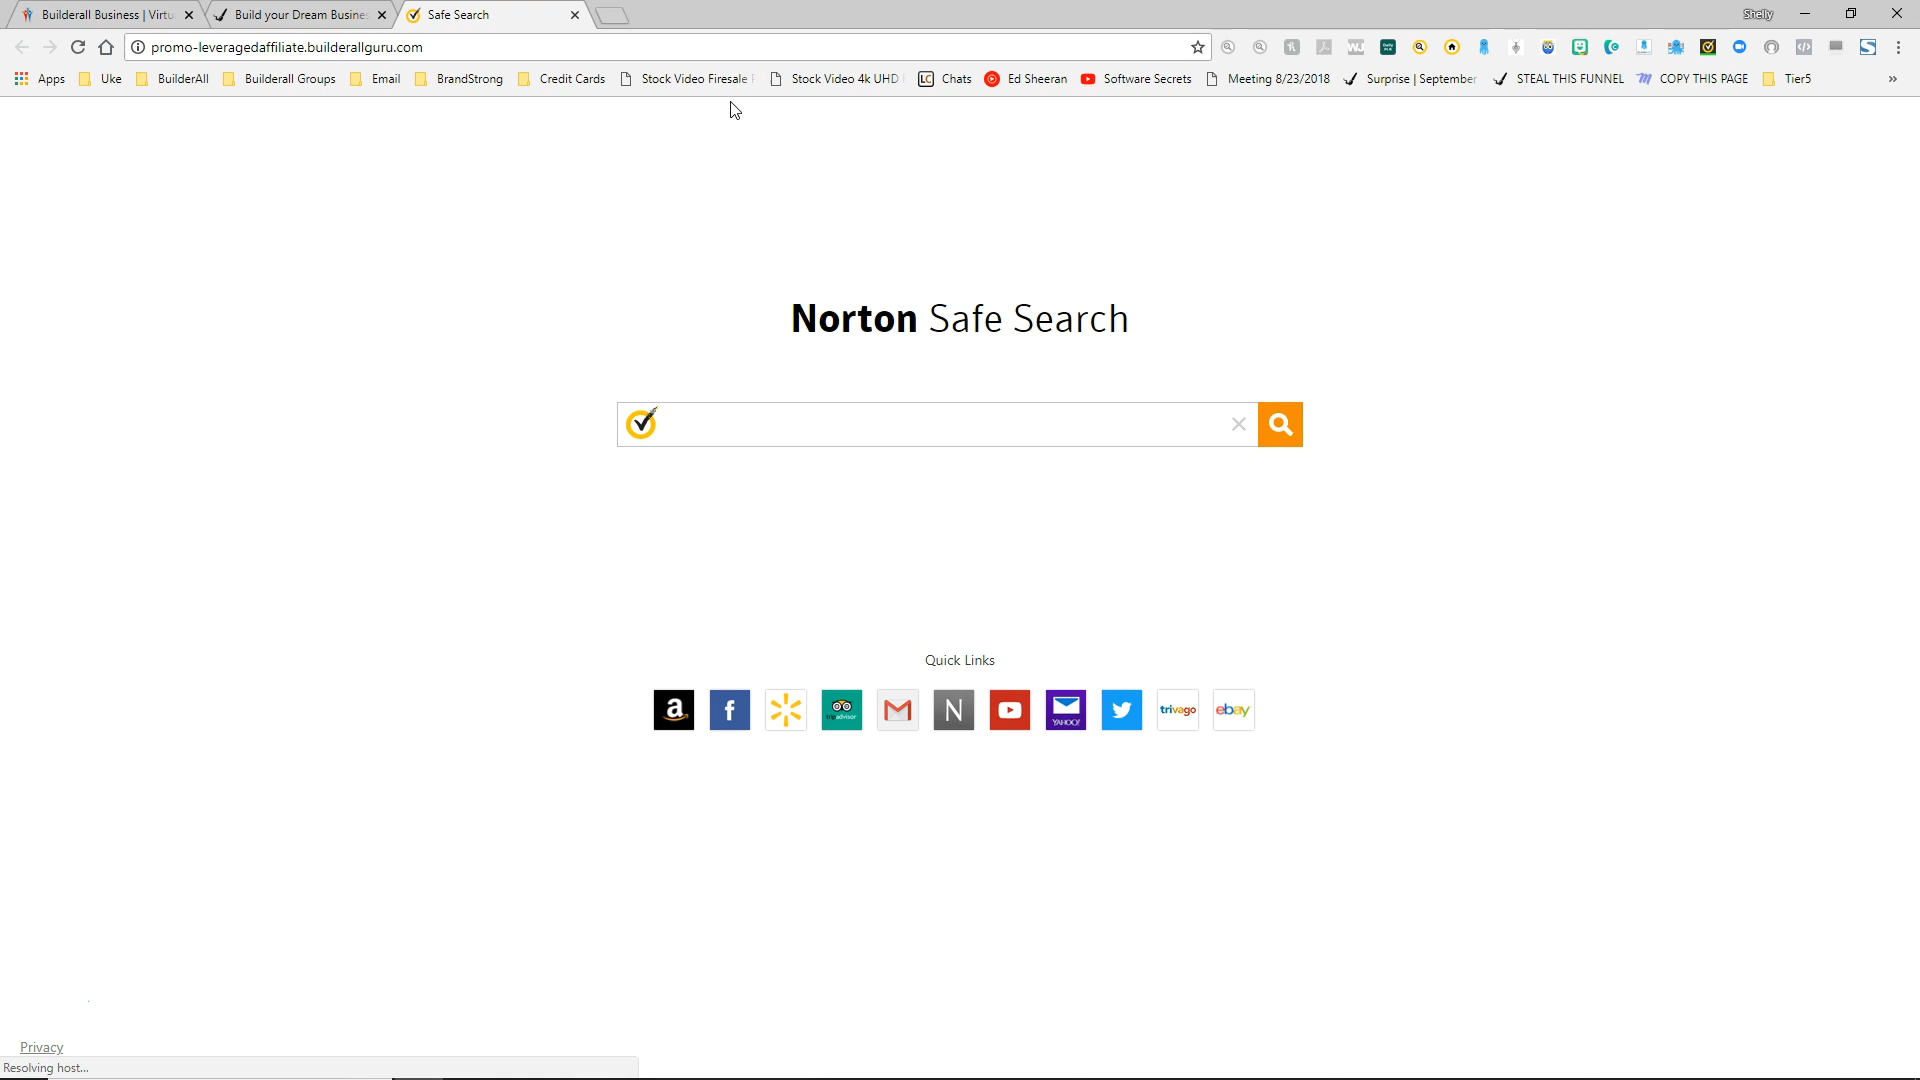 Builderall Business | Virtu
Build your Dream Busines
Safe Search
Shelly
promo-leveragedaffiliate.builderallguru.com
Apps
Uke
BuilderAll
Builderall Groups
Email
BrandStrong
Credit Cards
Stock Video Firesale
Stock Video 4k UHD
LC
Chats
Ed Sheeran
Software Secrets
Meeting 8/23/2018
Surprise | September
STEAL THIS FUNNEL
COPY THIS PAGE
Tier5
Norton Safe Search
Quick Links
a
f
tripadvisor
N
YAHOO!
trivago
ebay
Privacy
Resolving host...